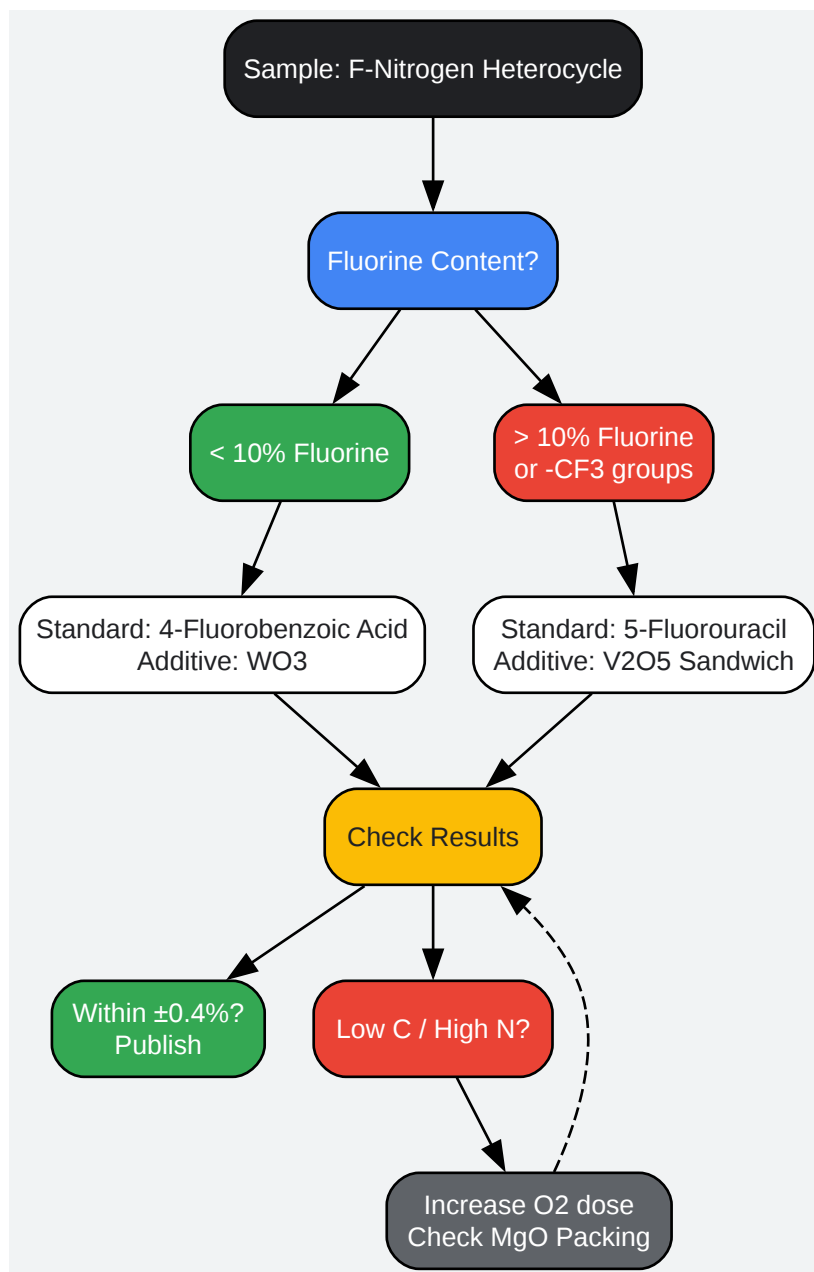 Sample: F-Nitrogen Heterocycle
Fluorine Content?
< 10% Fluorine
> 10% Fluorine
or -CF3 groups
Standard: 4-Fluorobenzoic Acid
Additive: WO3
Standard: 5-Fluorouracil
Additive: V2O5 Sandwich
Check Results
Within ±0.4%?
Publish
Low C / High N?
Increase O2 dose
Check MgO Packing